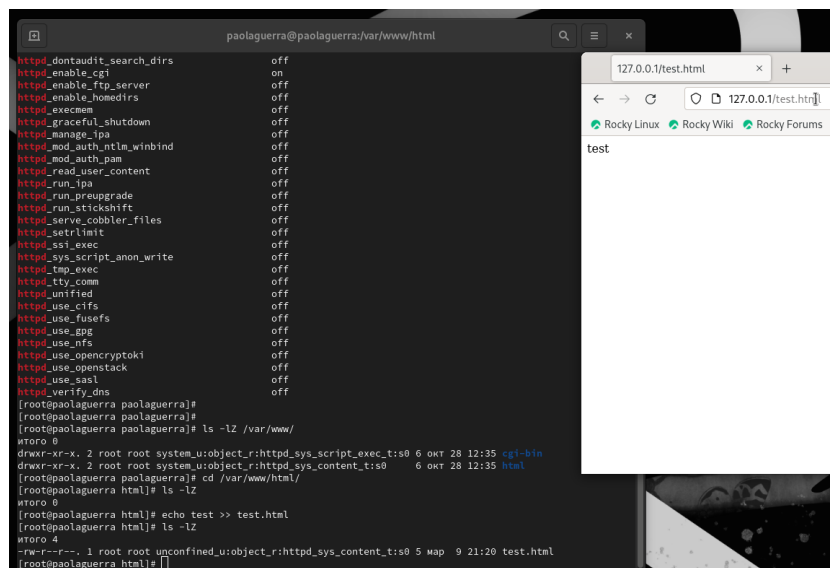 paolaguerra@paolaguerra:/var/www/html
httpd_dontaudit_search_dirs off
httpd_enable_cgi on
httpd_enable_ftp_server off
httpd_enable_homedirs off
httpd_execmem off
httpd_graceful_shutdown off
httpd_manage_ipa off
httpd_mod_auth_ntlm_winbind off
httpd_mod_auth_pam off
httpd_read_user_content off
httpd_run_ipa off
httpd_run_preupgrade off
httpd_run_stickshift off
httpd_serve_cobbler_files off
httpd_setrlimit off
httpd_ssi_exec off
httpd_sys_script_anon_write off
httpd_tmp_exec off
httpd_tty_comm off
httpd_unified off
httpd_use_cifs off
httpd_use_fusefs off
httpd_use_gpg off
httpd_use_nfs off
httpd_use_opencryptoki off
httpd_use_openstack off
httpd_use_sasl off
httpd_verify_dns off
[root@paolaguerra paolaguerra]#
[root@paolaguerra paolaguerra]#
[root@paolaguerra paolaguerra]# ls -lZ /var/www/
итого 0
drwxr-xr-x. 2 root root system_u:object_r:httpd_sys_script_exec_t:s0 6 окт 28 12:35 cgi-bin
drwxr-xr-x. 2 root root system_u:object_r:httpd_sys_content_t:s0 6 окт 28 12:35 html
[root@paolaguerra paolaguerra]# cd /var/www/html/
[root@paolaguerra html]# ls -lZ
итого 0
[root@paolaguerra html]# echo test >> test.html
[root@paolaguerra html]# ls -lZ
итого 4
-rw-r--r--. 1 root root unconfined_u:object_r:httpd_sys_content_t:s0 5 мар 9 21:20 test.html
[root@paolaguerra html]#
127.0.0.1/test.html
127.0.0.1/test.html
Rocky Linux Rocky Wiki Rocky Forums
test